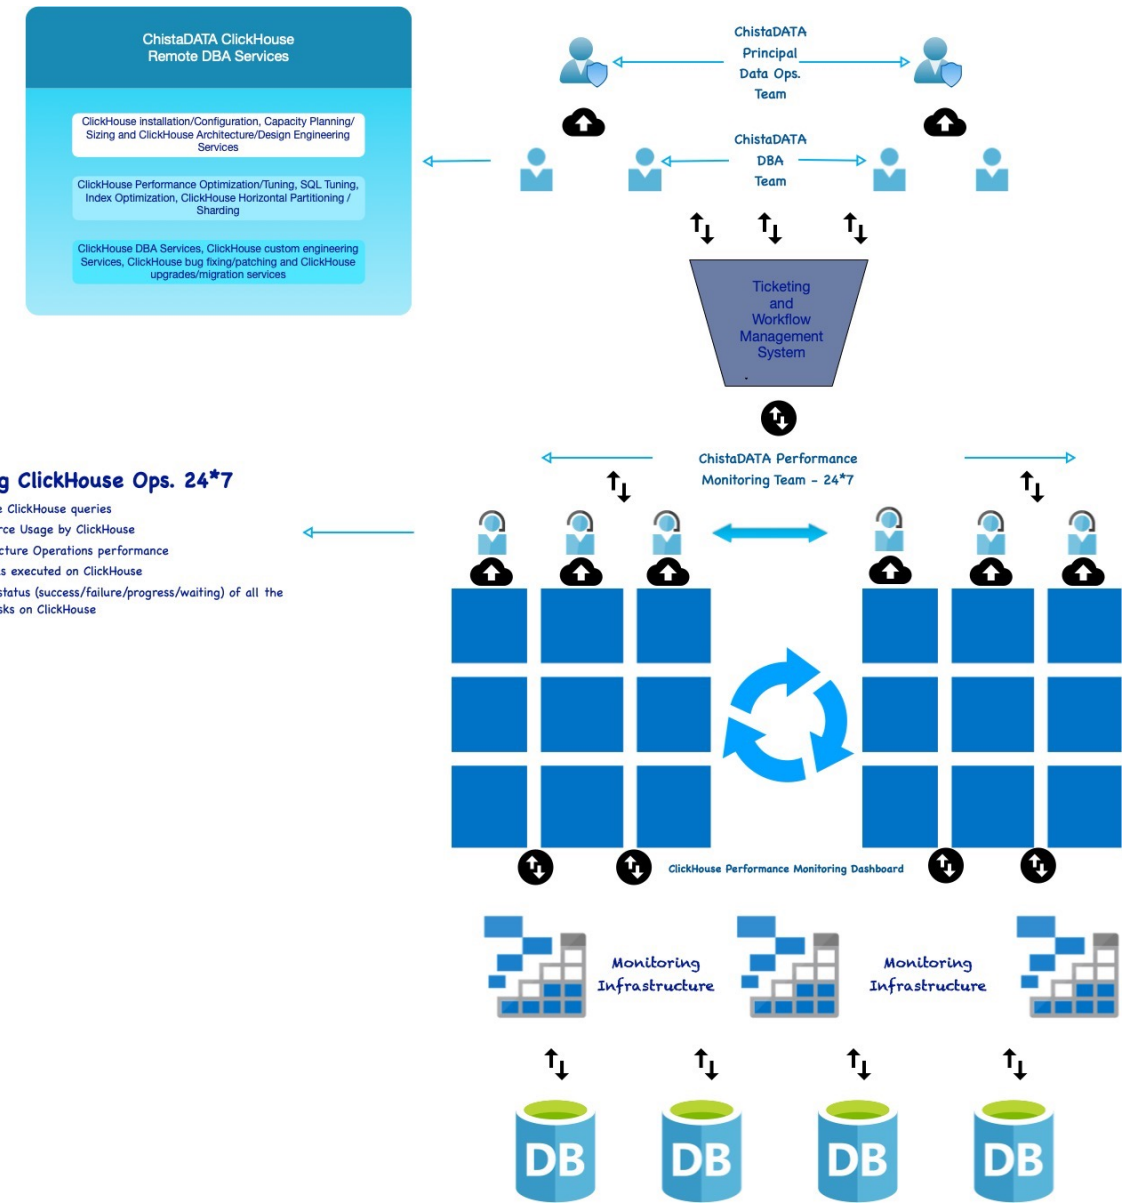 ChistaDATA ClickHouse
Remote DBA Services
ClickHouse installation/Configuration, Capacity Planning/
Sizing and ClickHouse Architecture/Design Engineering
Services
ClickHouse Performance Optimization/Tuning, SQL Tuning,
Index Optimization, ClickHouse Horizontal Partitioning /
Sharding
ClickHouse DBA Services, ClickHouse custom engineering
Services, ClickHouse bug fixing/patching and ClickHouse
upgrades/migration services
ChistaDATA
Principal
Data Ops.
Team
ChistaDATA
DBA
Team
Ticketing
and
Workflow
Management
System
.
ChistaDATA Performance
Monitoring Team - 24*7
ClickHouse Ops. 24*7
ClickHouse queries
Usage by ClickHouse
Operations performance
executed on ClickHouse
status (success/failure/progress/waiting) of all the
on ClickHouse
ClickHouse Performance Monitoring Dashboard
Monitoring
Infrastructure
Monitoring
Infrastructure
DB
DB
DB
DB